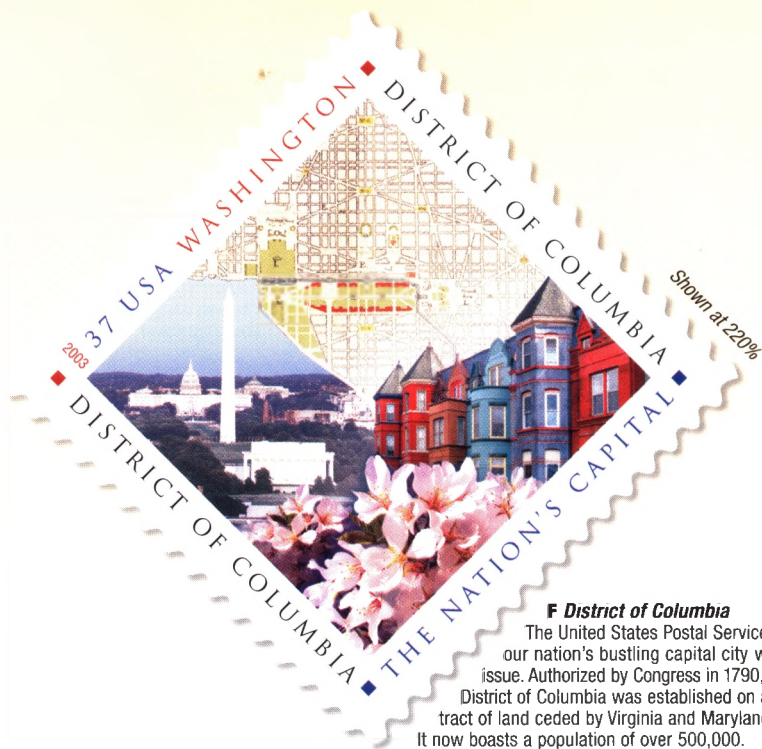 37 USA WASHINGTON
DISTRICT OF COLUMBIA
2003
DISTRICT OF COLUMBIA
THE NATION'S CAPITAL
Shown at 220%
F District of Columbia
The United States Postal Service
our nation's bustling capital city
issue. Authorized by Congress in 1790,
District of Columbia was established on
tract of land ceded by Virginia and Maryland
It now boasts a population of over 500,000.